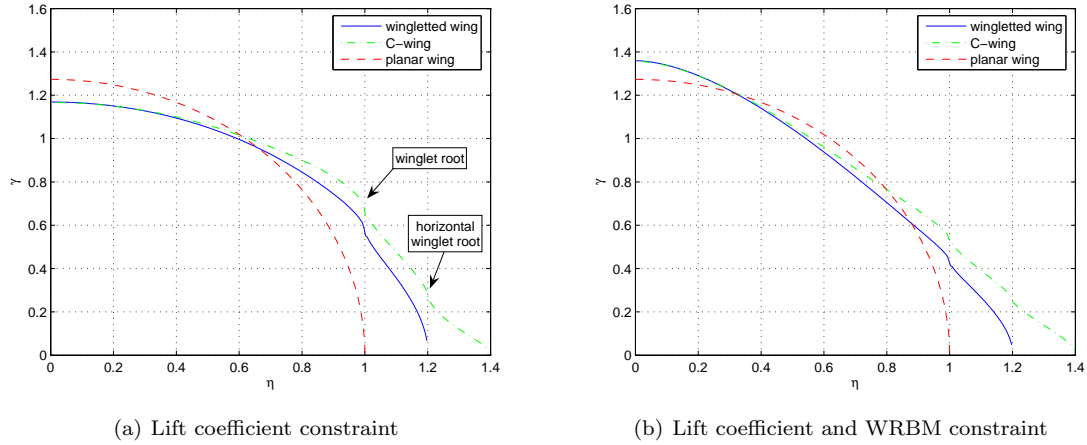 wingletted wing
C−wing
planar wing
1.6
1.4
1.2
1
0.8
0.6
0.4
0.2
0
γ
winglet root
horizontal
winglet root
0 0.2 0.4 0.6 0.8 1 1.2 1.4
η
(a) Lift coefficient constraint
wingletted wing
C−wing
planar wing
1.6
1.4
1.2
1
0.8
0.6
0.4
0.2
0
γ
0 0.2 0.4 0.6 0.8 1 1.2 1.4
η
(b) Lift coefficient and WRBM constraint